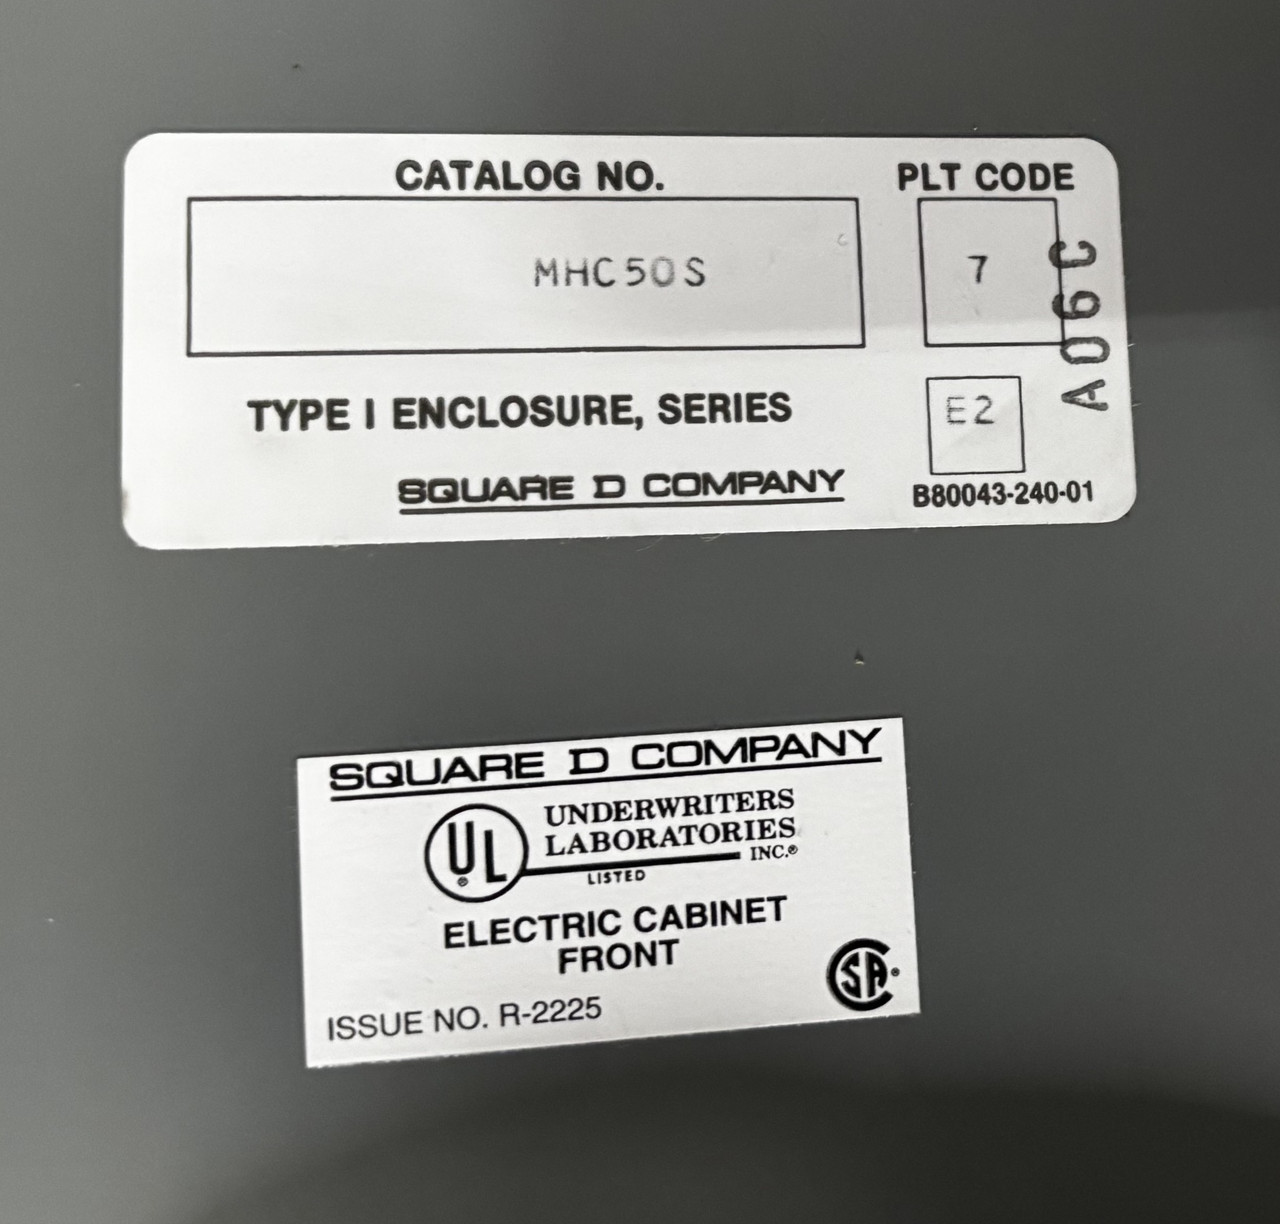 CATALOG NO.
PLT CODE
MHC50S
7
A06C
TYPE I ENCLOSURE, SERIES
E2
SQUARE D COMPANY
B80043-240-01
SQUARE D COMPANY
UL
UNDERWRITERS
LABORATORIES
INC.®
LISTED
ELECTRIC CABINET
FRONT
ISSUE NO. R-2225
CSA